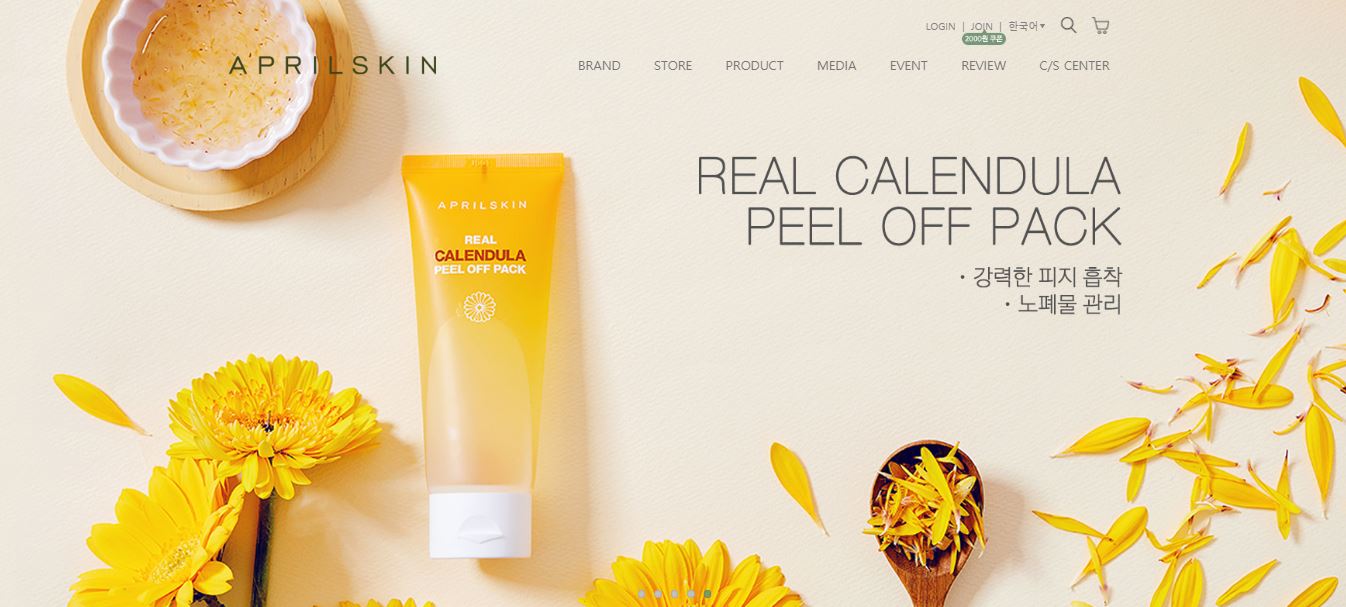 LOGIN | JOIN | 한국어▾
2000원 쿠폰
APRILSKIN
BRAND STORE PRODUCT MEDIA EVENT REVIEW C/S CENTER
REAL CALENDULA
PEEL OFF PACK
· 강력한 피지 흡착
· 노폐물 관리
APRILSKIN
REAL
CALENDULA
PEEL OFF PACK